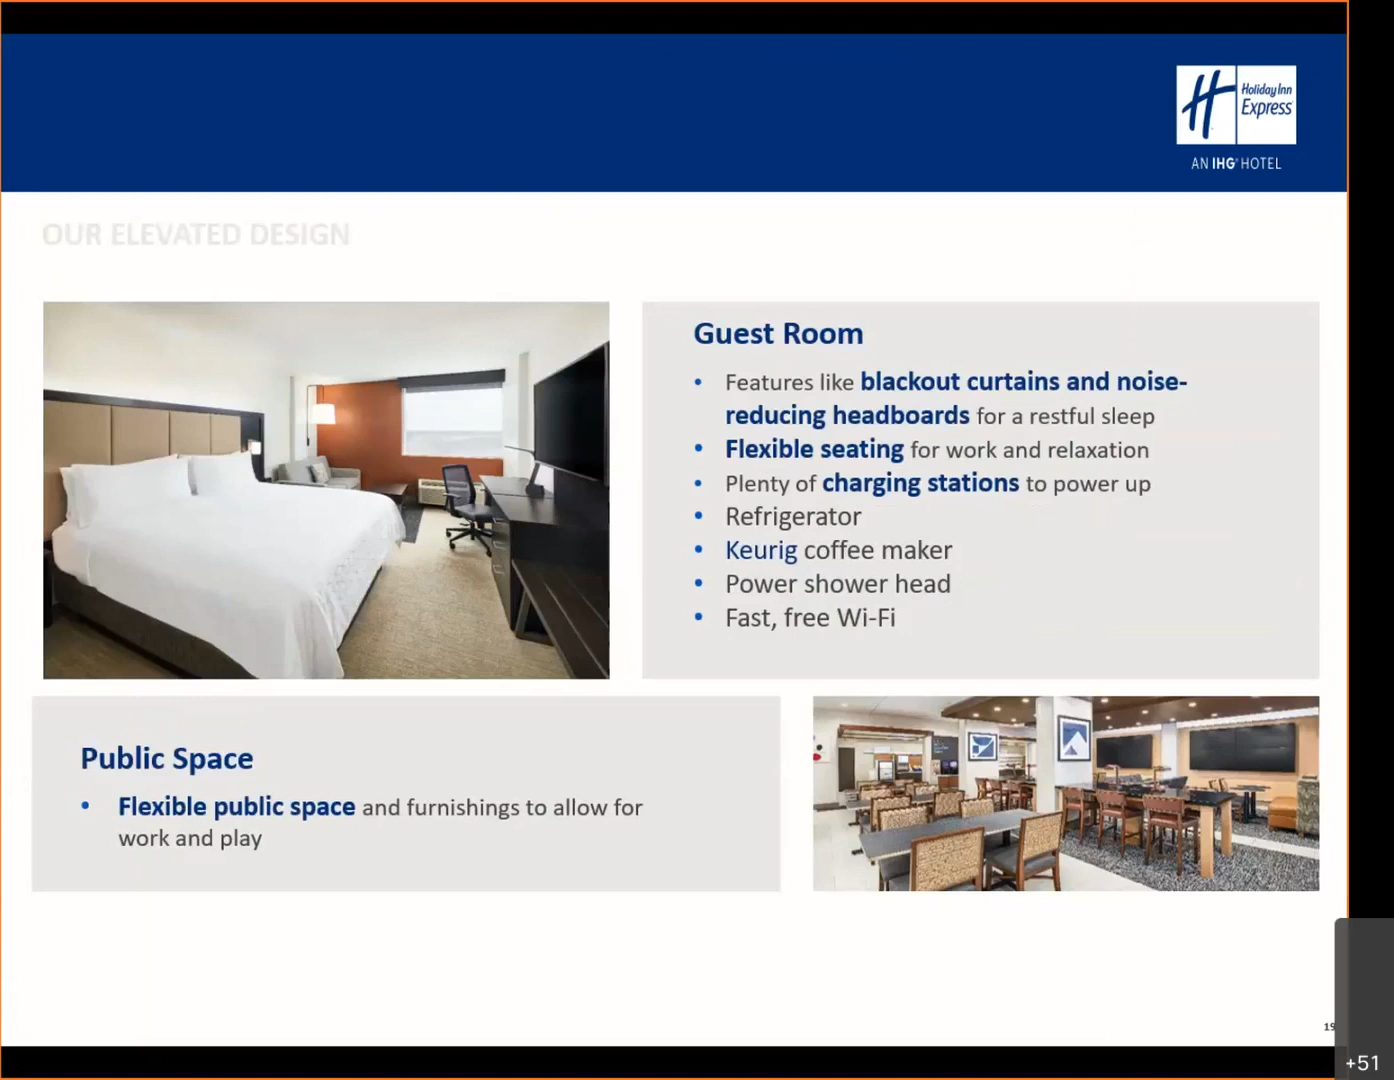 Holiday Inn
Express
AN IHG® HOTEL
OUR ELEVATED DESIGN
Guest Room
• Features like blackout curtains and noise-
reducing headboards for a restful sleep
• Flexible seating for work and relaxation
• Plenty of charging stations to power up
• Refrigerator
• Keurig coffee maker
• Power shower head
• Fast, free Wi-Fi
Public Space
• Flexible public space and furnishings to allow for
work and play
19
+51